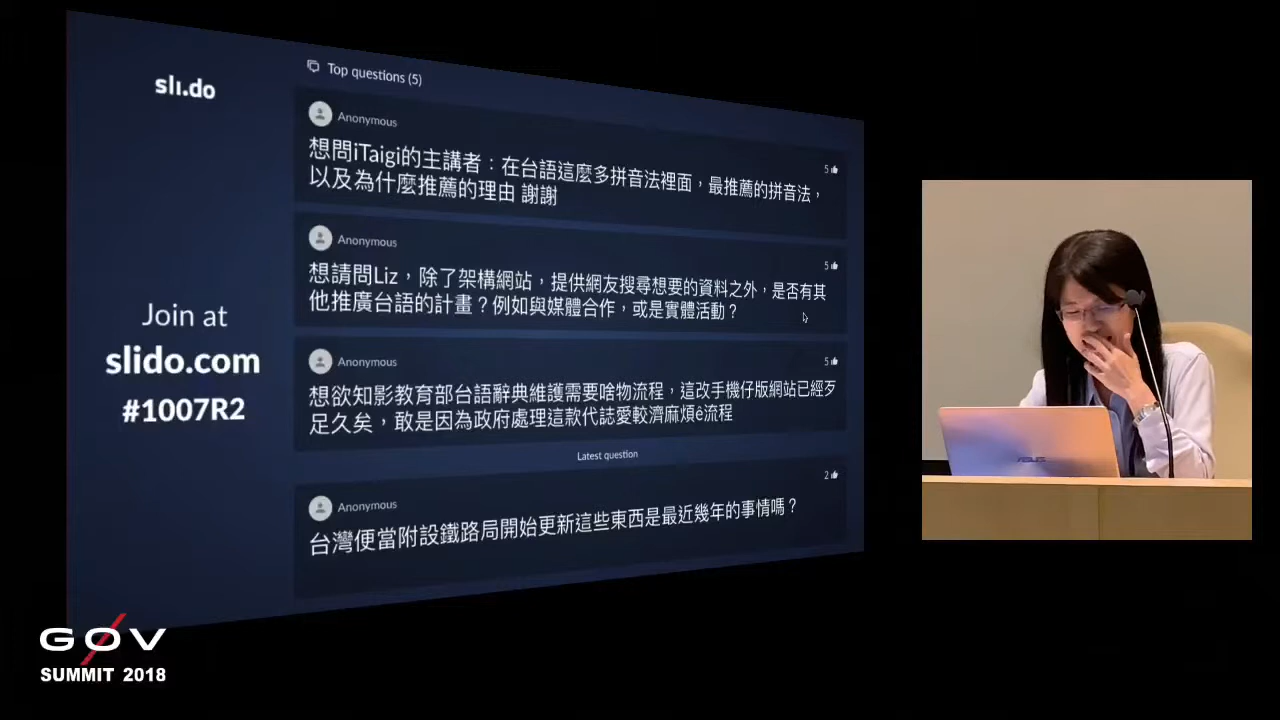 sli.do
Top questions (5)
Anonymous
5
想問iTaigi的主講者：在台語這麼多拼音法裡面，最推薦的拼音法，
以及為什麼推薦的理由 謝謝
Anonymous
5
想請問Liz，除了架構網站，提供網友搜尋想要的資料之外，是否有其
他推廣台語的計畫？例如與媒體合作，或是實體活動？
Anonymous
5
想欲知影教育部台語辭典維護需要啥物流程，這改手機仔版網站已經歹
足久矣，敢是因為政府處理這款代誌愛較濟麻煩ê流程
Latest question
Anonymous
2
台灣便當附設鐵路局開始更新這些東西是最近幾年的事情嗎？
Join at
slido.com
#1007R2
G0V
SUMMIT 2018
ASUS